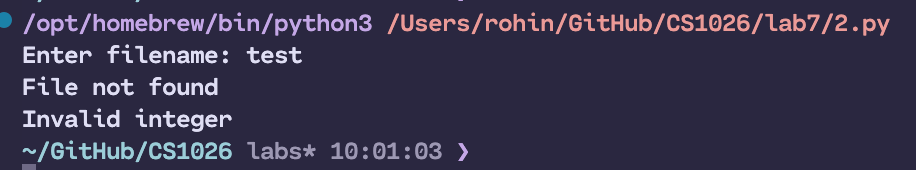 /opt/homebrew/bin/python3 /Users/rohin/GitHub/CS1026/lab7/2.py
Enter filename: test
File not found
Invalid integer
~/GitHub/CS1026 labs* 10:01:03 ❯